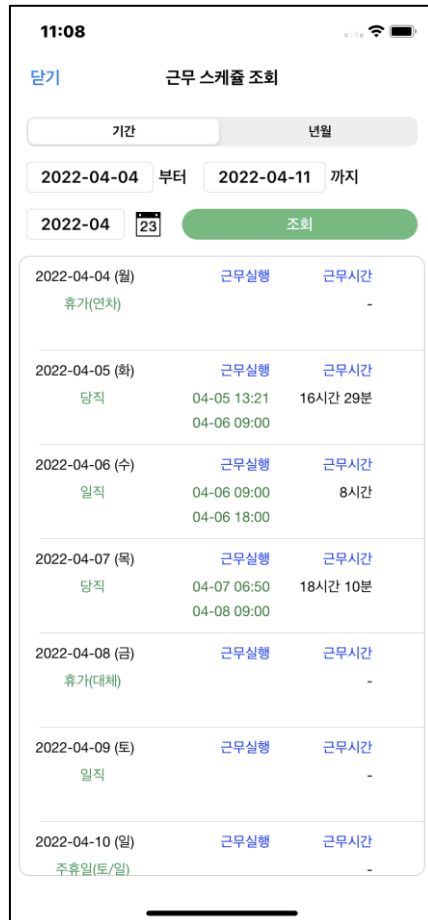 11:08
닫기 근무 스케쥴 조회
기간 년월
2022-04-04 부터 2022-04-11 까지
2022-04 23 조회
2022-04-04 (월) 근무실행 근무시간
휴가(연차) -
2022-04-05 (화) 근무실행 근무시간
당직 04-05 13:21 16시간 29분
04-06 09:00
2022-04-06 (수) 근무실행 근무시간
일직 04-06 09:00 8시간
04-06 18:00
2022-04-07 (목) 근무실행 근무시간
당직 04-07 06:50 18시간 10분
04-08 09:00
2022-04-08 (금) 근무실행 근무시간
휴가(대체) -
2022-04-09 (토) 근무실행 근무시간
일직 -
2022-04-10 (일) 근무실행 근무시간
주휴일(토/일) -